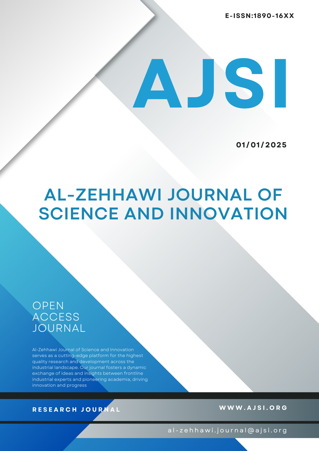 E-ISSN:1890-16XX
AJSI
01/01/2025
AL-ZEHHAWI JOURNAL OF
SCIENCE AND INNOVATION
OPEN
ACCESS
JOURNAL
Al-Zehhawi Journal of Science and Innovation
serves as a cutting-edge platform for the highest
quality research and development across the
industrial landscape. Our journal fosters a dynamic
exchange of ideas and insights between frontline
industrial experts and pioneering academia, driving
innovation and progress
RESEARCH JOURNAL
WWW.AJSI.ORG
al-zehhawi.journal@ajsi.org